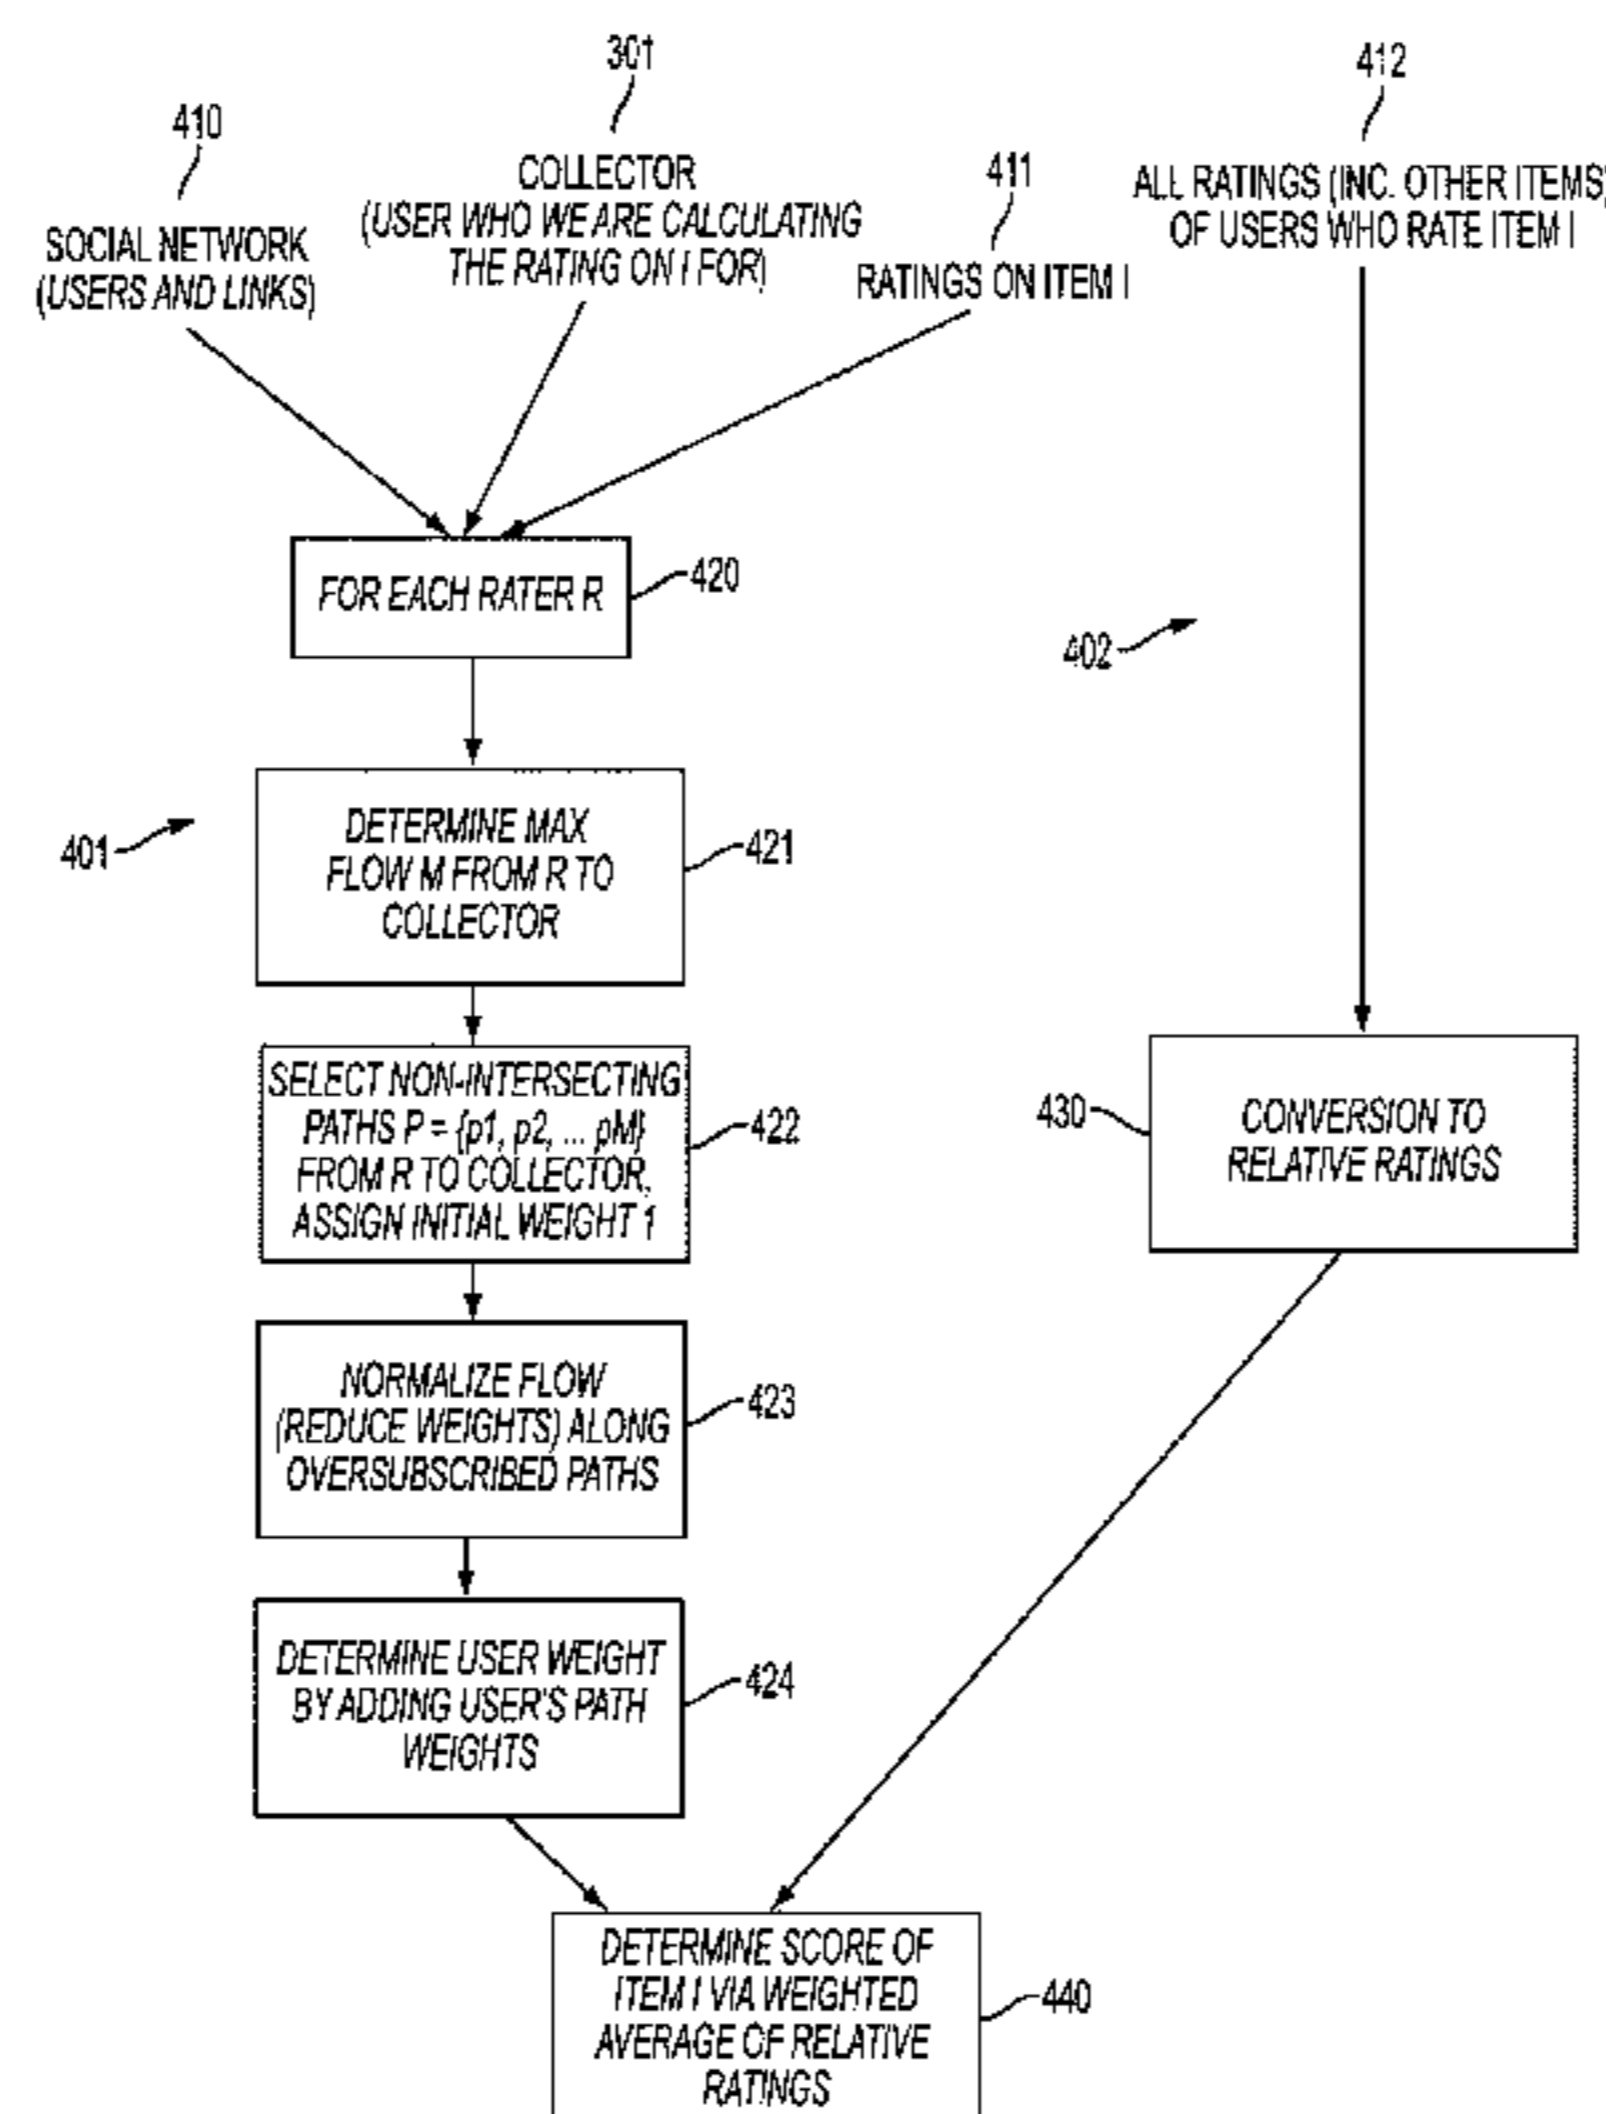 301
412
410
COLLECTOR
(USER WHO WE ARE CALCULATING
THE RATING ON I FOR)
411
ALL RATINGS (INC. OTHER ITEMS)
OF USERS WHO RATE ITEM I
SOCIAL NETWORK
(USERS AND LINKS)
RATINGS ON ITEM I
FOR EACH RATER R
420
402
401
DETERMINE MAX
FLOW M FROM R TO
COLLECTOR
421
SELECT NON-INTERSECTING
PATHS P = {p1, p2, ... pM}
FROM R TO COLLECTOR,
ASSIGN INITIAL WEIGHT 1
422
430
CONVERSION TO
RELATIVE RATINGS
NORMALIZE FLOW
(REDUCE WEIGHTS) ALONG
OVERSUBSCRIBED PATHS
423
DETERMINE USER WEIGHT
BY ADDING USER'S PATH
WEIGHTS
424
DETERMINE SCORE OF
ITEM I VIA WEIGHTED
AVERAGE OF RELATIVE
RATINGS
440